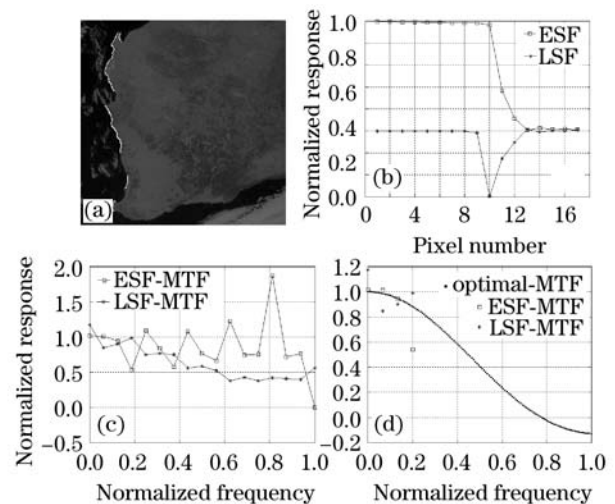 Normalized response
1.0
0.8
0.6
0.4
0.2
0.0
ESF
LSF
(a)
(b)
0
4
8
12
16
Pixel number
Normalized response
2.0
1.5
1.0
0.5
0.0
−0.5
ESF-MTF
LSF-MTF
(c)
0.0 0.2 0.4 0.6 0.8 1.0
Normalized frequency
Normalized response
1.2
1.0
0.8
0.6
0.4
0.2
0.0
−0.2
optimal-MTF
ESF-MTF
LSF-MTF
(d)
0.0 0.2 0.4 0.6 0.8 1.0
Normalized frequency